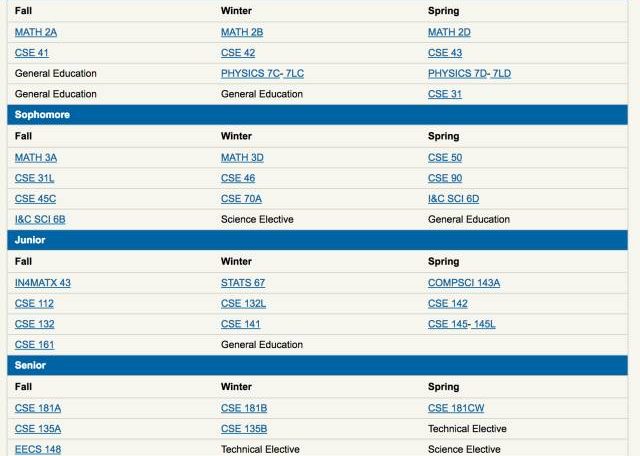 Fall Winter Spring
MATH 2A MATH 2B MATH 2D
CSE 41 CSE 42 CSE 43
General Education PHYSICS 7C- 7LC PHYSICS 7D- 7LD
General Education General Education CSE 31
Sophomore
Fall Winter Spring
MATH 3A MATH 3D CSE 50
CSE 31L CSE 46 CSE 90
CSE 45C CSE 70A I&C SCI 6D
I&C SCI 6B Science Elective General Education
Junior
Fall Winter Spring
IN4MATX 43 STATS 67 COMPSCI 143A
CSE 112 CSE 132L CSE 142
CSE 132 CSE 141 CSE 145- 145L
CSE 161 General Education
Senior
Fall Winter Spring
CSE 181A CSE 181B CSE 181CW
CSE 135A CSE 135B Technical Elective
EECS 148 Technical Elective Science Elective